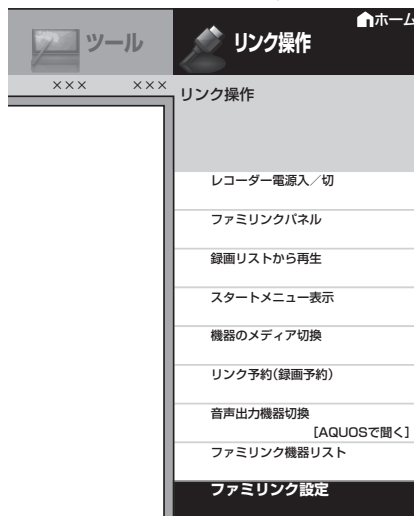 ツール
リンク操作
ホーム
××× ×××
リンク操作
レコーダー電源入／切
ファミリンクパネル
録画リストから再生
スタートメニュー表示
機器のメディア切換
リンク予約(録画予約)
音声出力機器切換
[AQUOSで聞く]
ファミリンク機器リスト
ファミリンク設定